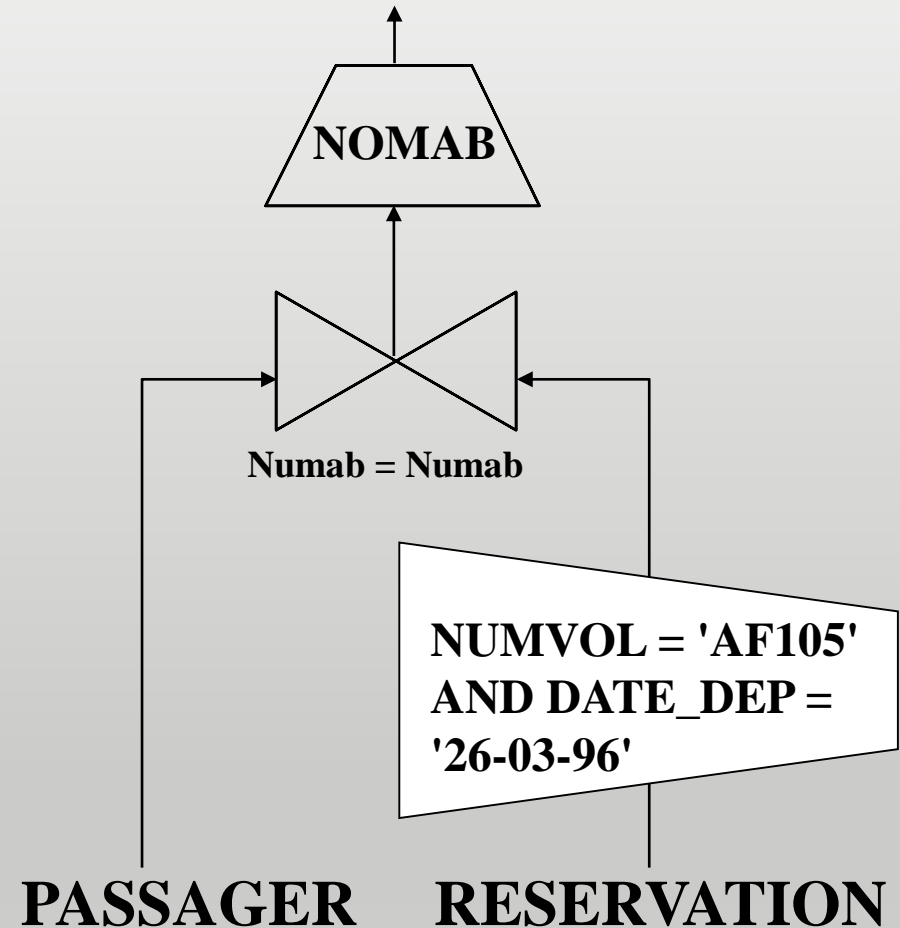 NOMAB
Numab = Numab
NUMVOL = 'AF105'
AND DATE_DEP =
'26-03-96'
PASSAGER RESERVATION